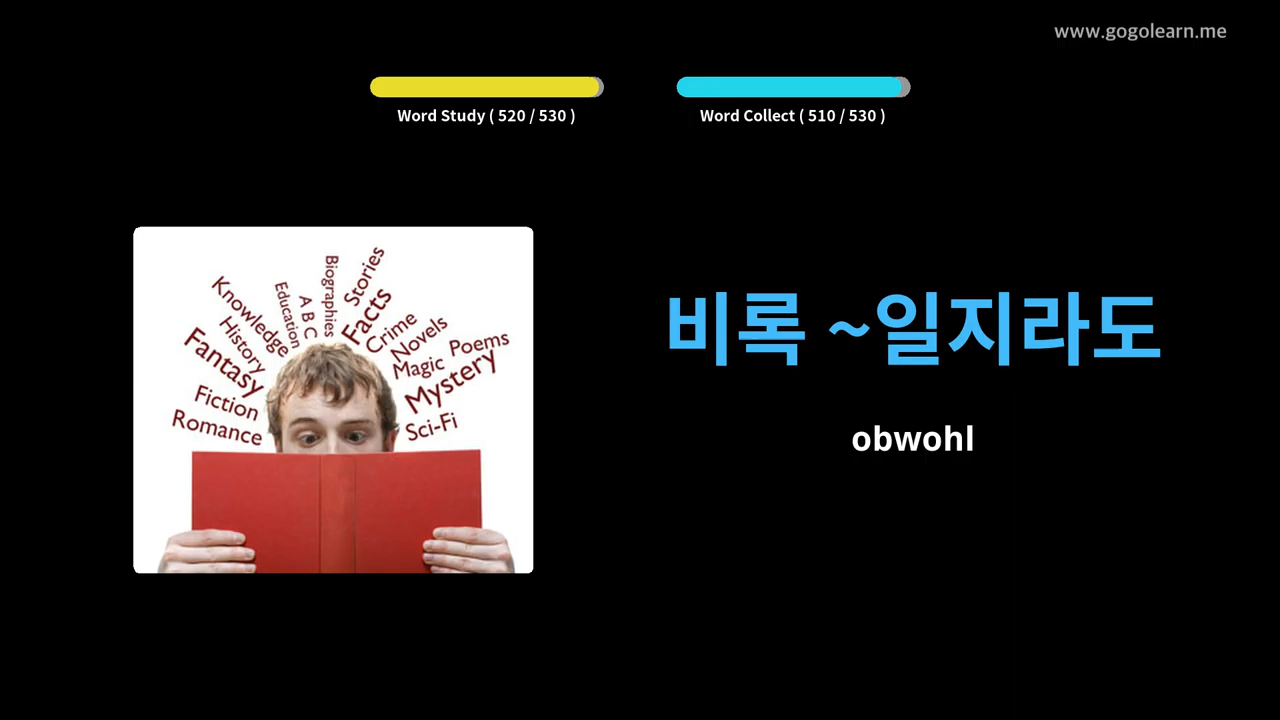 www.gogolearn.me
Word Study ( 520 / 530 )
Word Collect ( 510 / 530 )
Knowledge
History
Fantasy
Fiction
Romance
Education
A B C
Biographies
Stories
Facts
Crime
Novels
Magic
Poems
Mystery
Sci-Fi
비록 ~일지라도
obwohl